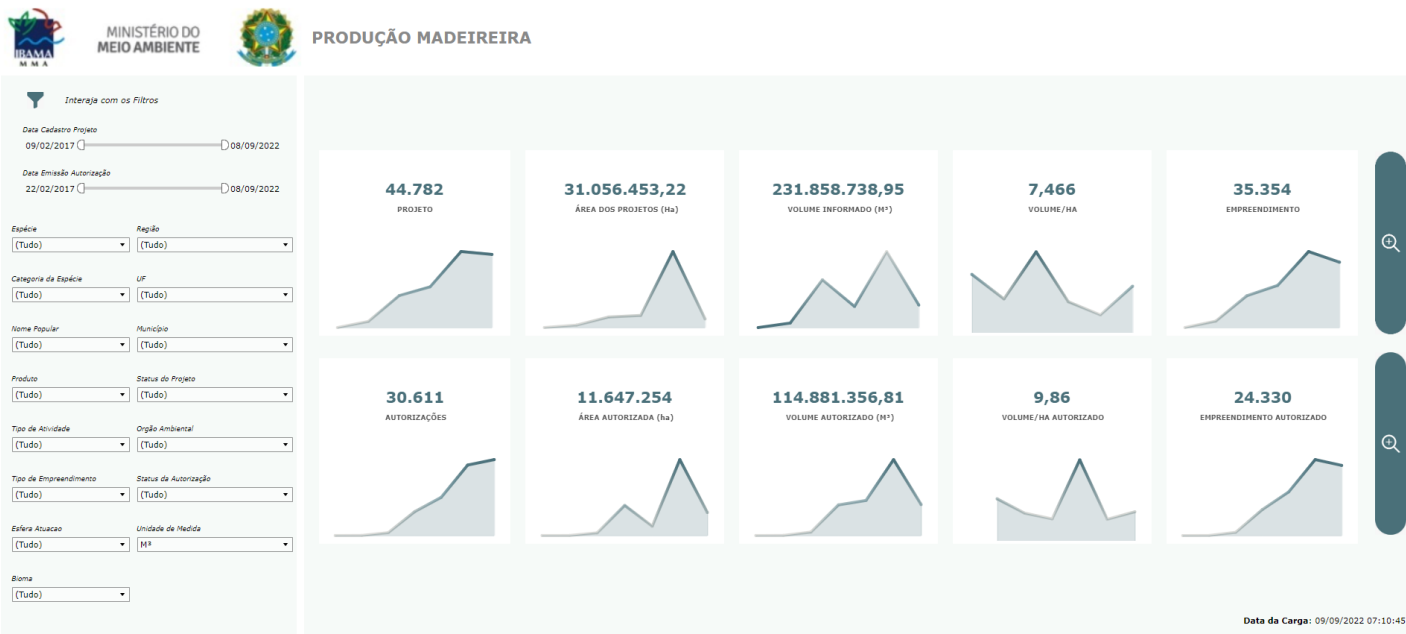 IBAMA
M M A
MINISTÉRIO DO
MEIO AMBIENTE
PRODUÇÃO MADEIREIRA
Interaja com os Filtros
Data Cadastro Projeto
09/02/2017 08/09/2022
Data Emissão Autorização
22/02/2017 08/09/2022
Espécie Região
(Tudo) (Tudo)
Categoria da Espécie UF
(Tudo) (Tudo)
Nome Popular Município
(Tudo) (Tudo)
Produto Status do Projeto
(Tudo) (Tudo)
Tipo de Atividade Orgão Ambiental
(Tudo) (Tudo)
Tipo de Empreendimento Status da Autorização
(Tudo) (Tudo)
Esfera Atuacao Unidade de Medida
(Tudo) M³
Bioma
(Tudo)
44.782 31.056.453,22 231.858.738,95 7,466 35.354
PROJETO ÁREA DOS PROJETOS (Ha) VOLUME INFORMADO (M³) VOLUME/HA EMPREENDIMENTO
30.611 11.647.254 114.881.356,81 9,86 24.330
AUTORIZAÇÕES ÁREA AUTORIZADA (ha) VOLUME AUTORIZADO (M³) VOLUME/HA AUTORIZADO EMPREENDIMENTO AUTORIZADO
Data da Carga: 09/09/2022 07:10:45